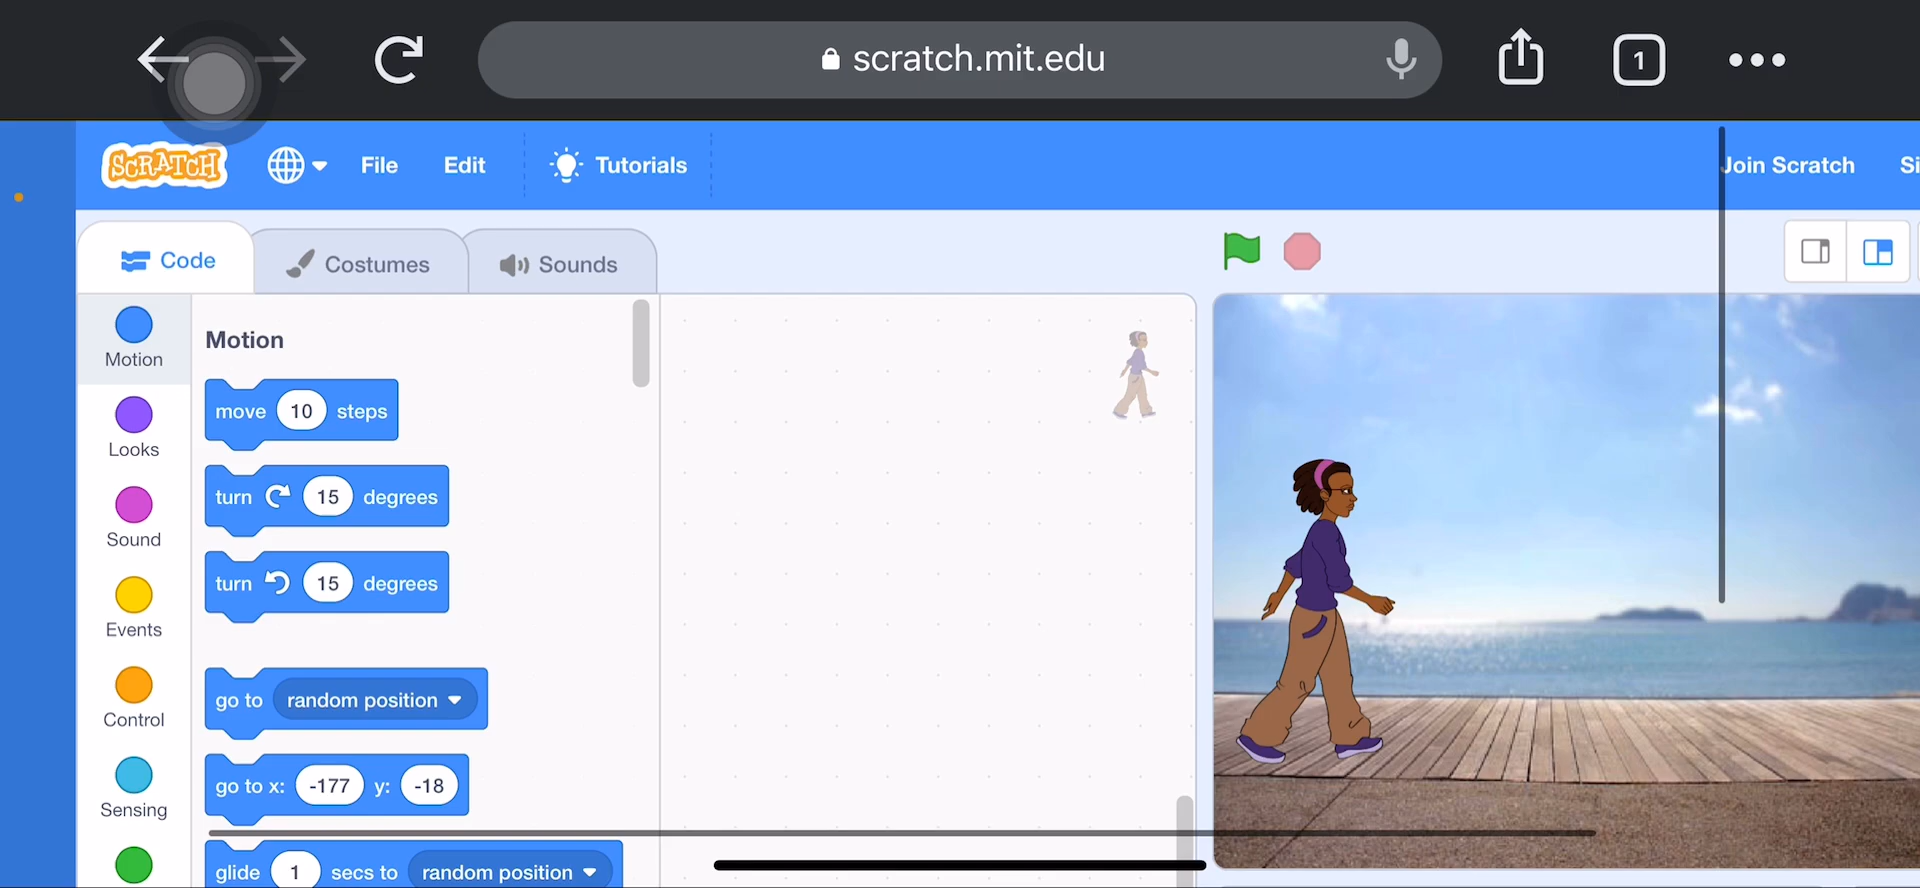 scratch.mit.edu
1
SCRATCH
File
Edit
Tutorials
Join Scratch
Si
Code
Costumes
Sounds
Motion
Looks
Sound
Events
Control
Sensing
Motion
move 10 steps
turn 15 degrees
turn 15 degrees
go to random position
go to x: -177 y: -18
glide 1 secs to random position